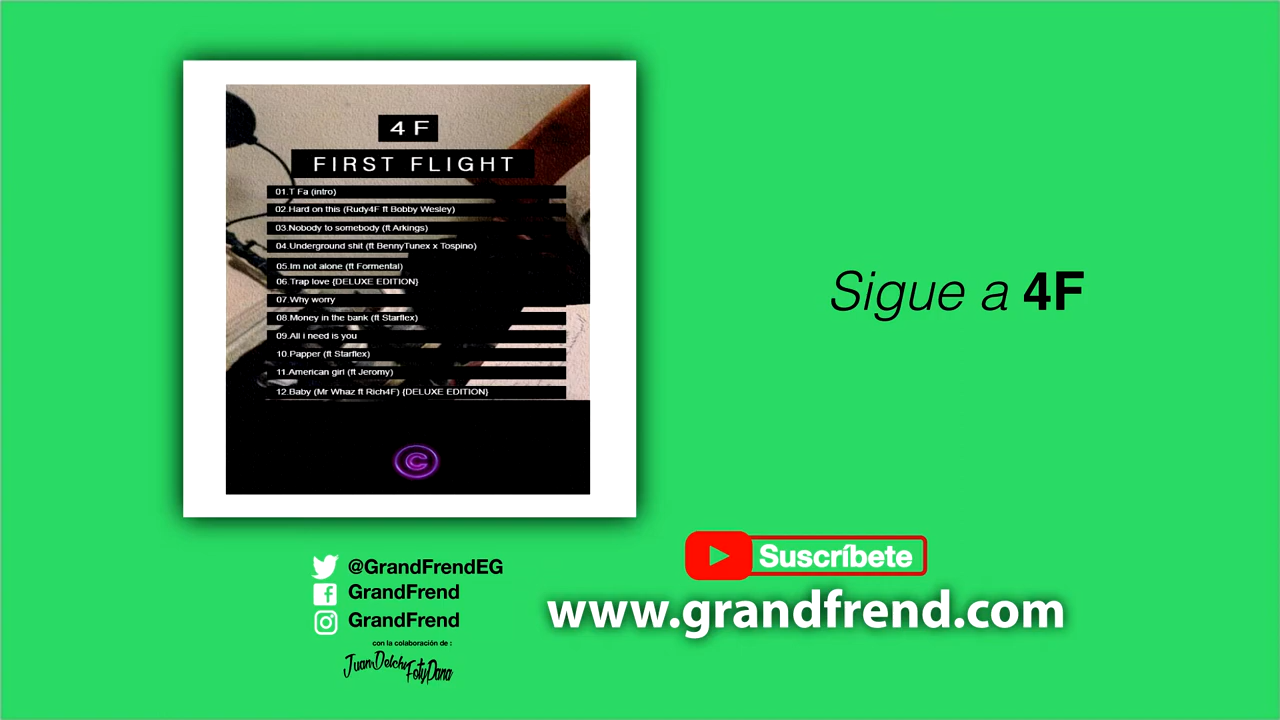 4 F
FIRST FLIGHT
01.T Fa (intro)
02.Hard on this (Rudy4F ft Bobby Wesley)
03.Nobody to somebody (ft Arkings)
04.Underground shit (ft BennyTunex x Tospino)
05.Im not alone (ft Formental)
06.Trap love {DELUXE EDITION}
07.Why worry
08.Money in the bank (ft Starflex)
09.All i need is you
10.Papper (ft Starflex)
11.American girl (ft Jeromy)
12.Baby (Mr Whaz ft Rich4F) {DELUXE EDITION}
C
Sigue a 4F
Suscríbete
www.grandfrend.com
@GrandFrendEG
GrandFrend
GrandFrend
con la colaboración de :
JuanDelchy
FotyPana